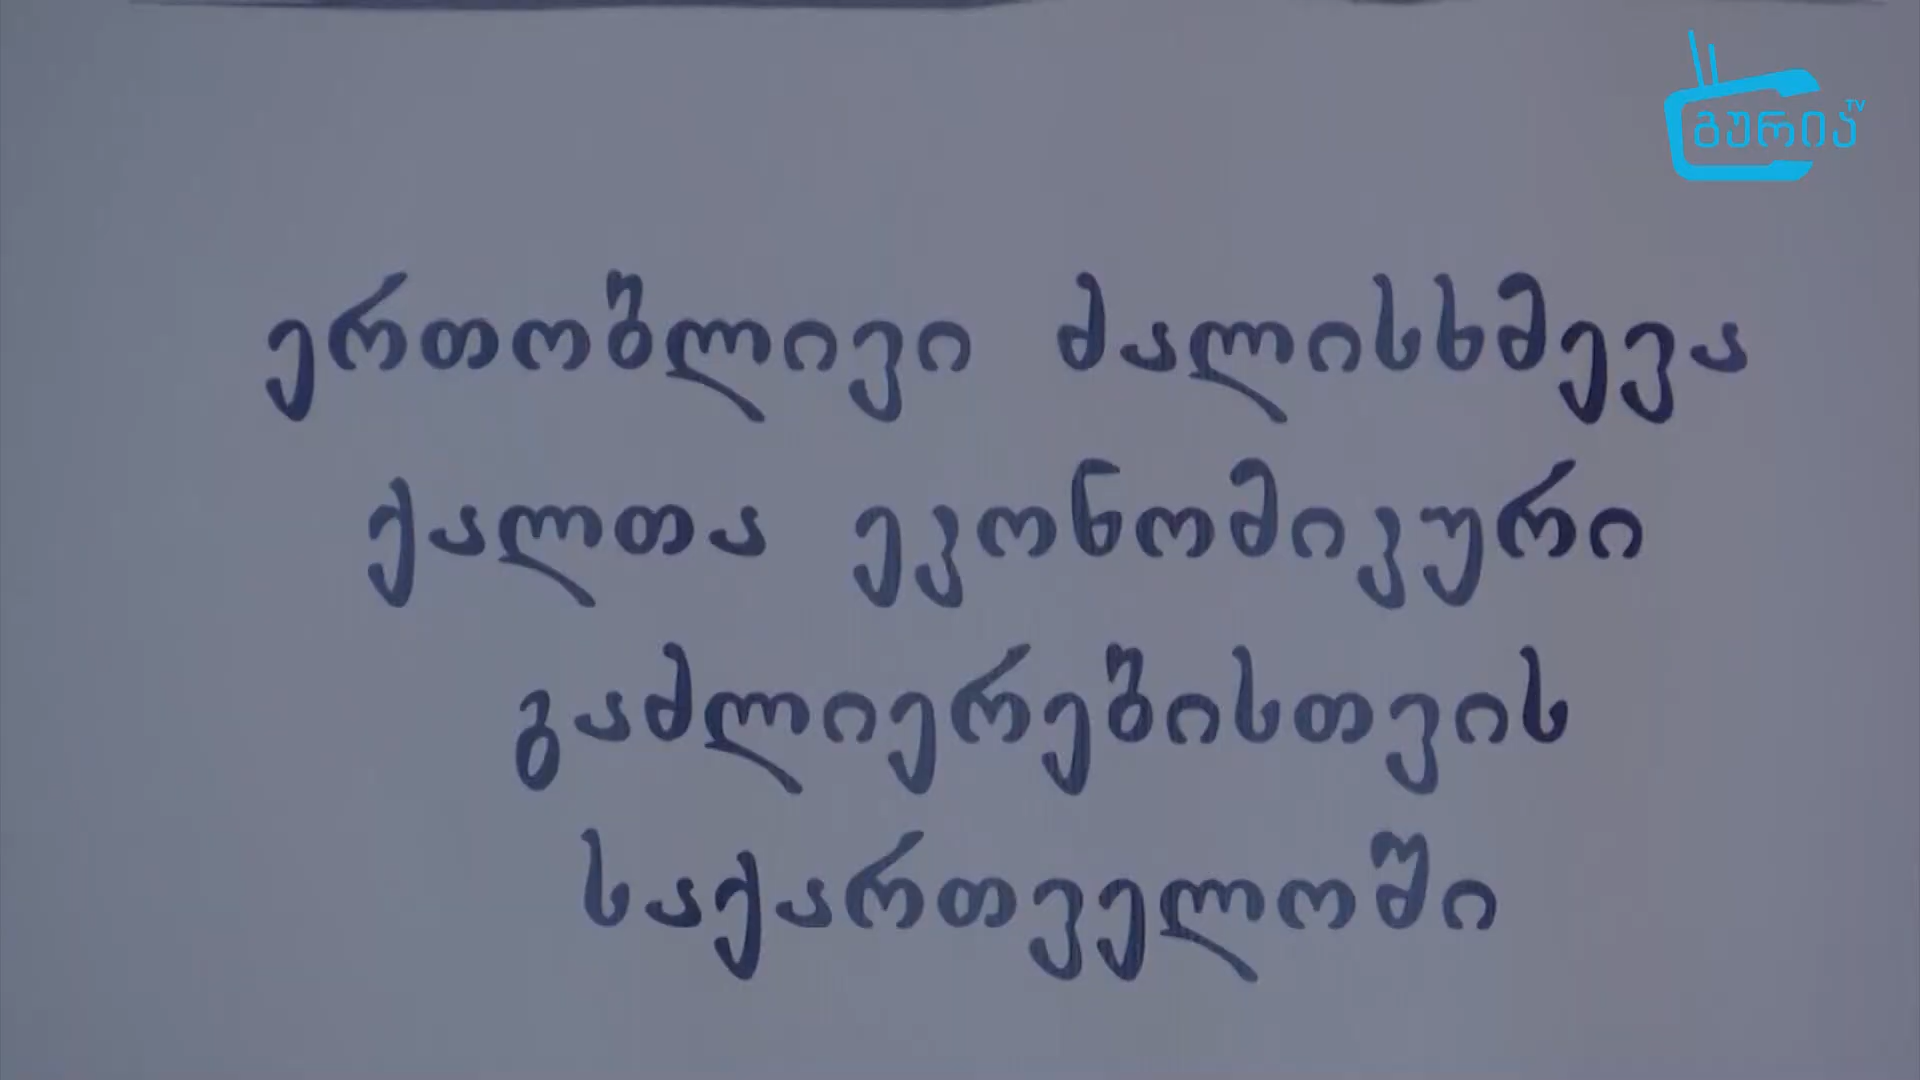 გურია TV
ერთობლივი ძალისხმევა
ქალთა ეკონომიკური
გაძლიერებისთვის
საქართველოში